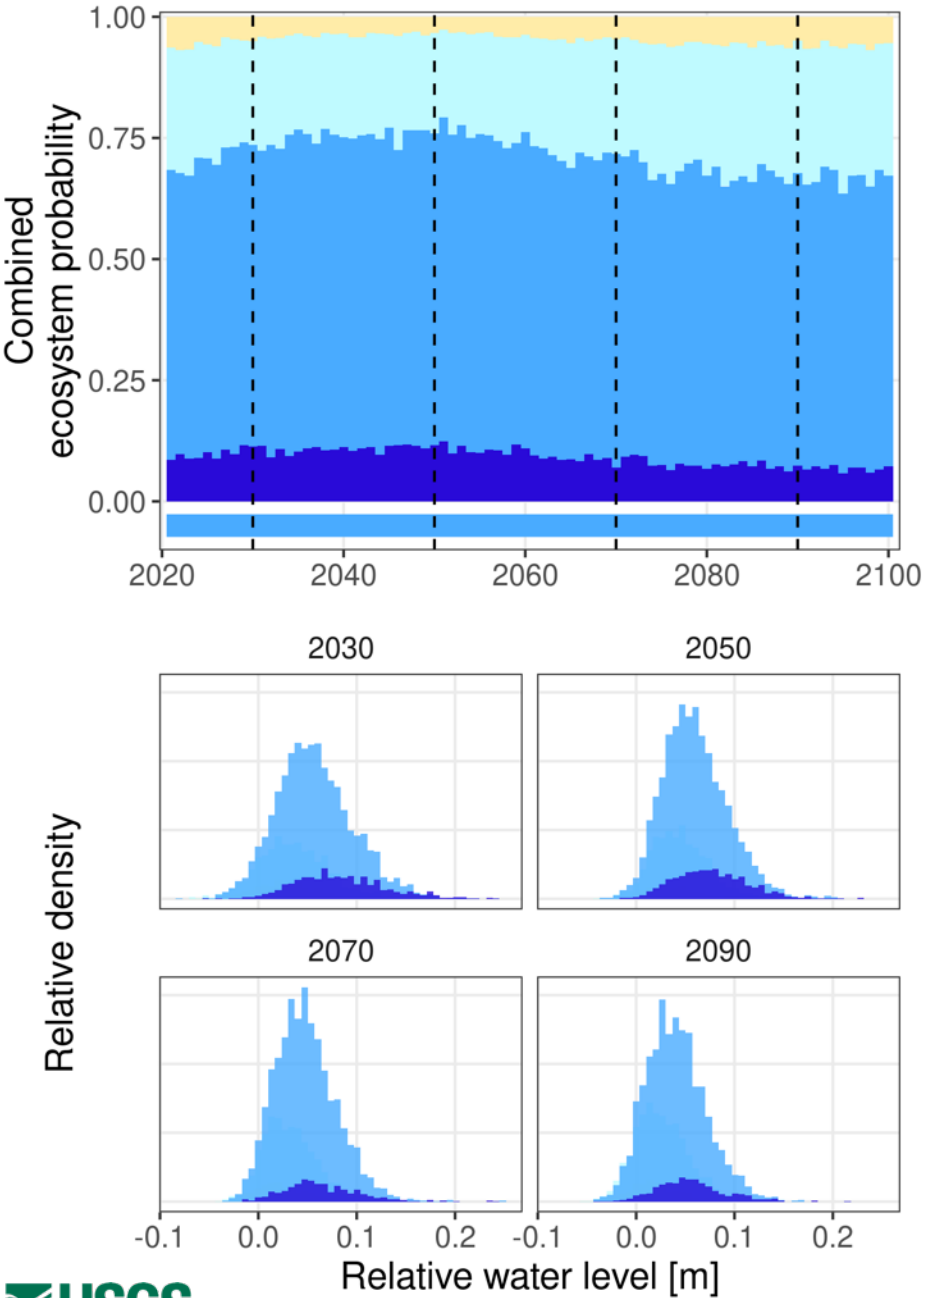 1.00
0.75
0.50
0.25
0.00
Combined
ecosystem probability
2020 2040 2060 2080 2100
2030 2050
2070 2090
Relative density
-0.1 0.0 0.1 0.2 -0.1 0.0 0.1 0.2
Relative water level [m]
USGS